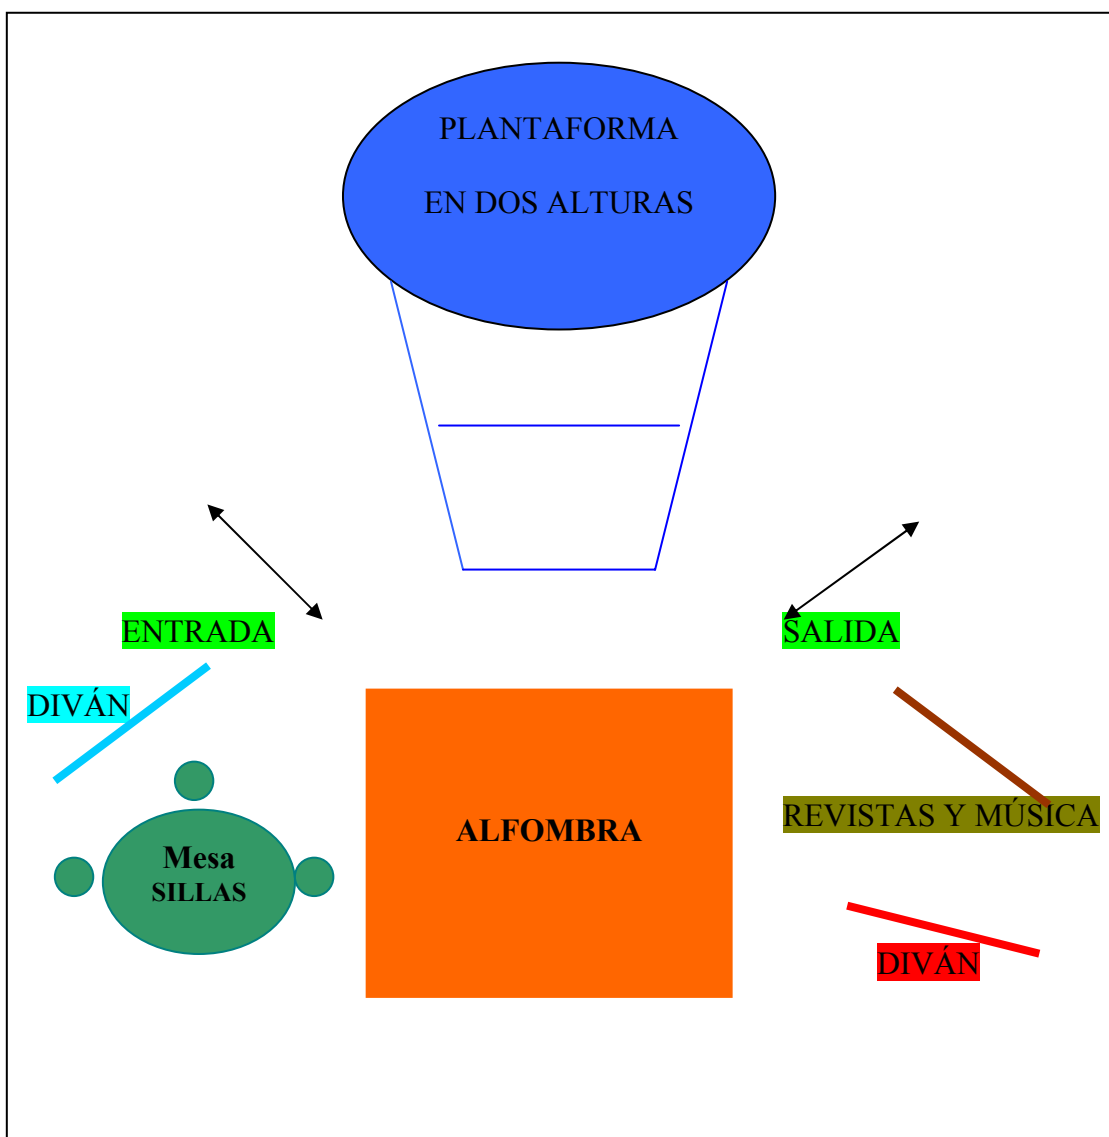 PLANTAFORMA
EN DOS ALTURAS
ENTRADA
SALIDA
DIVÁN
REVISTAS Y MÚSICA
ALFOMBRA
Mesa
SILLAS
DIVÁN